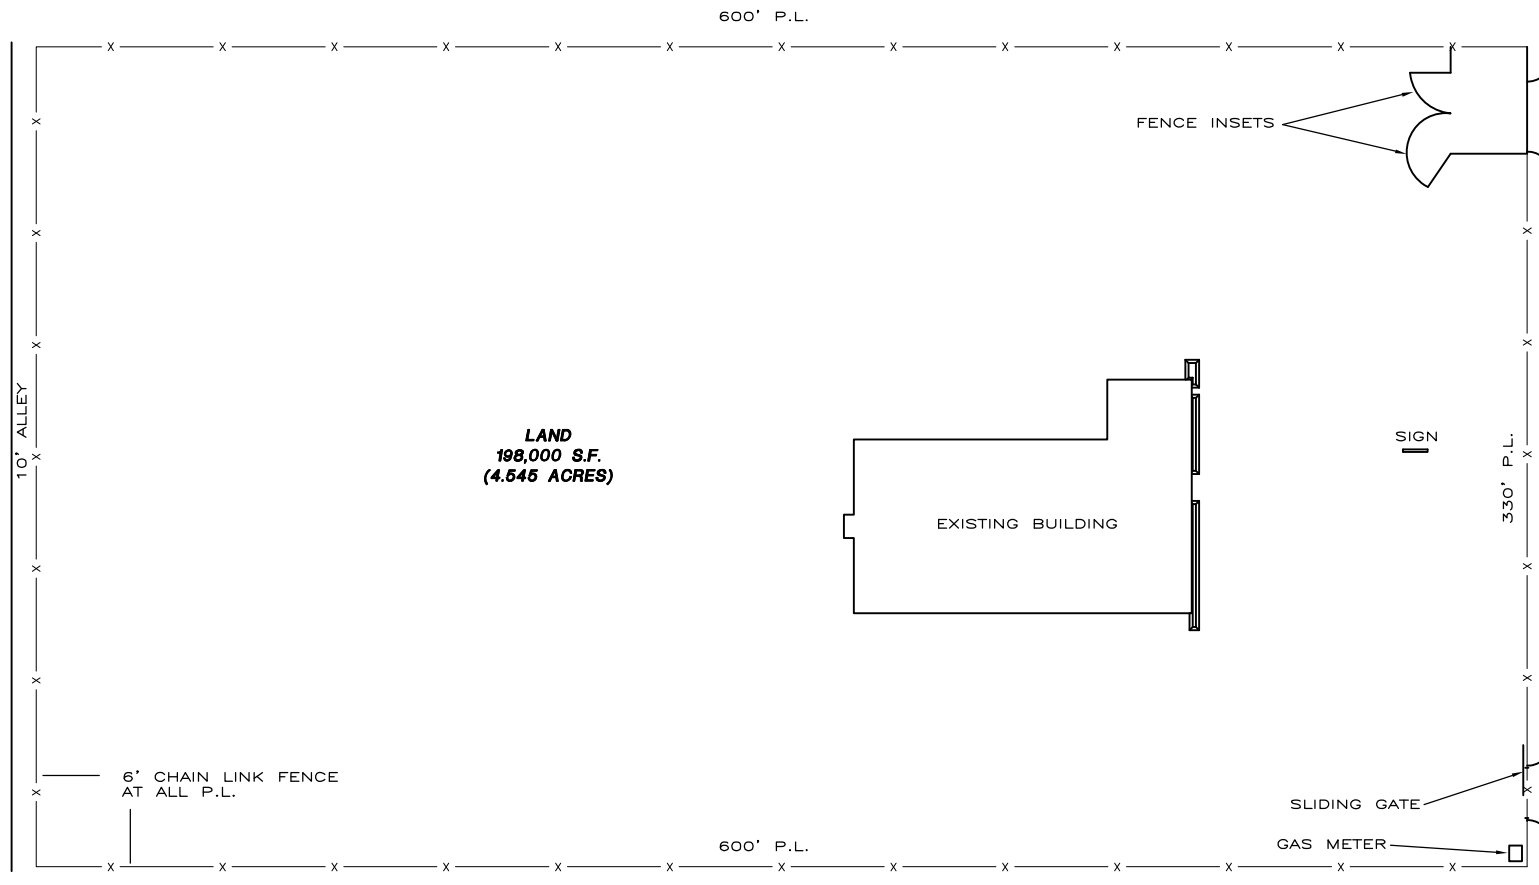 600' P.L.
FENCE INSETS
10' ALLEY
LAND
198,000 S.F.
(4.545 ACRES)
SIGN
330' P.L.
EXISTING BUILDING
6' CHAIN LINK FENCE
AT ALL P.L.
SLIDING GATE
600' P.L.
GAS METER